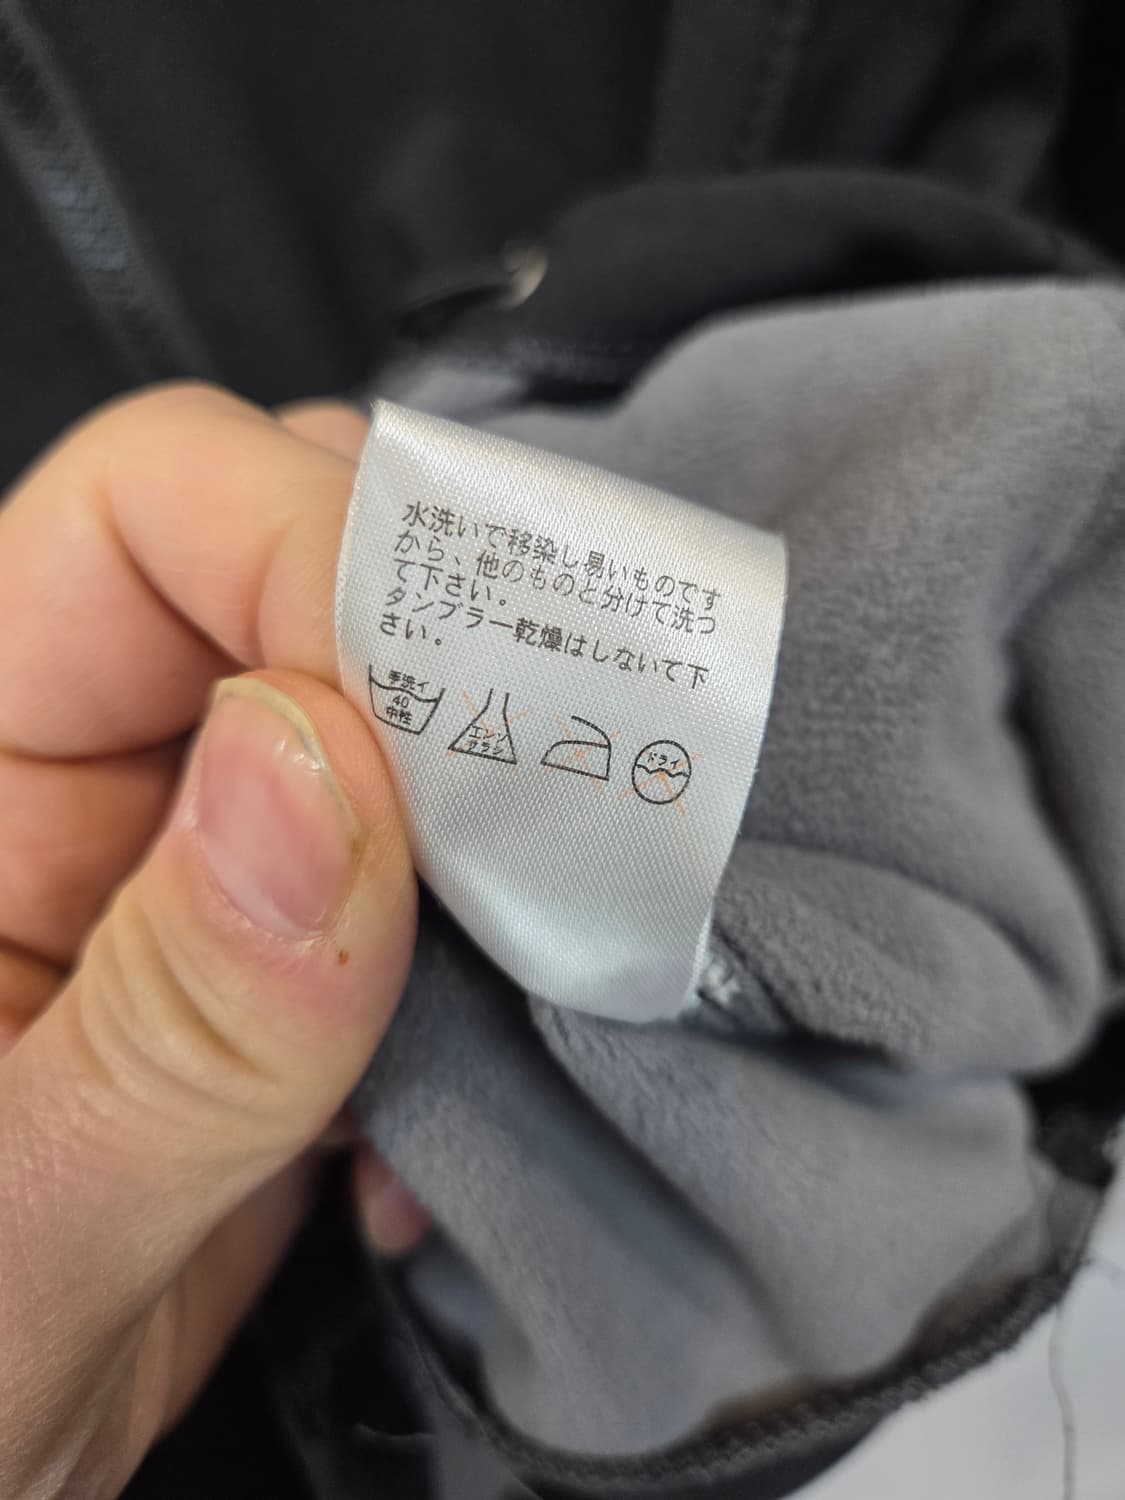 水洗いで移染し易いものです
から、他のものと分けて洗っ
て下さい。
タンブラー乾燥はしないで下
さい。
手洗イ
40
中性
エンソ
サラシ
ドライ